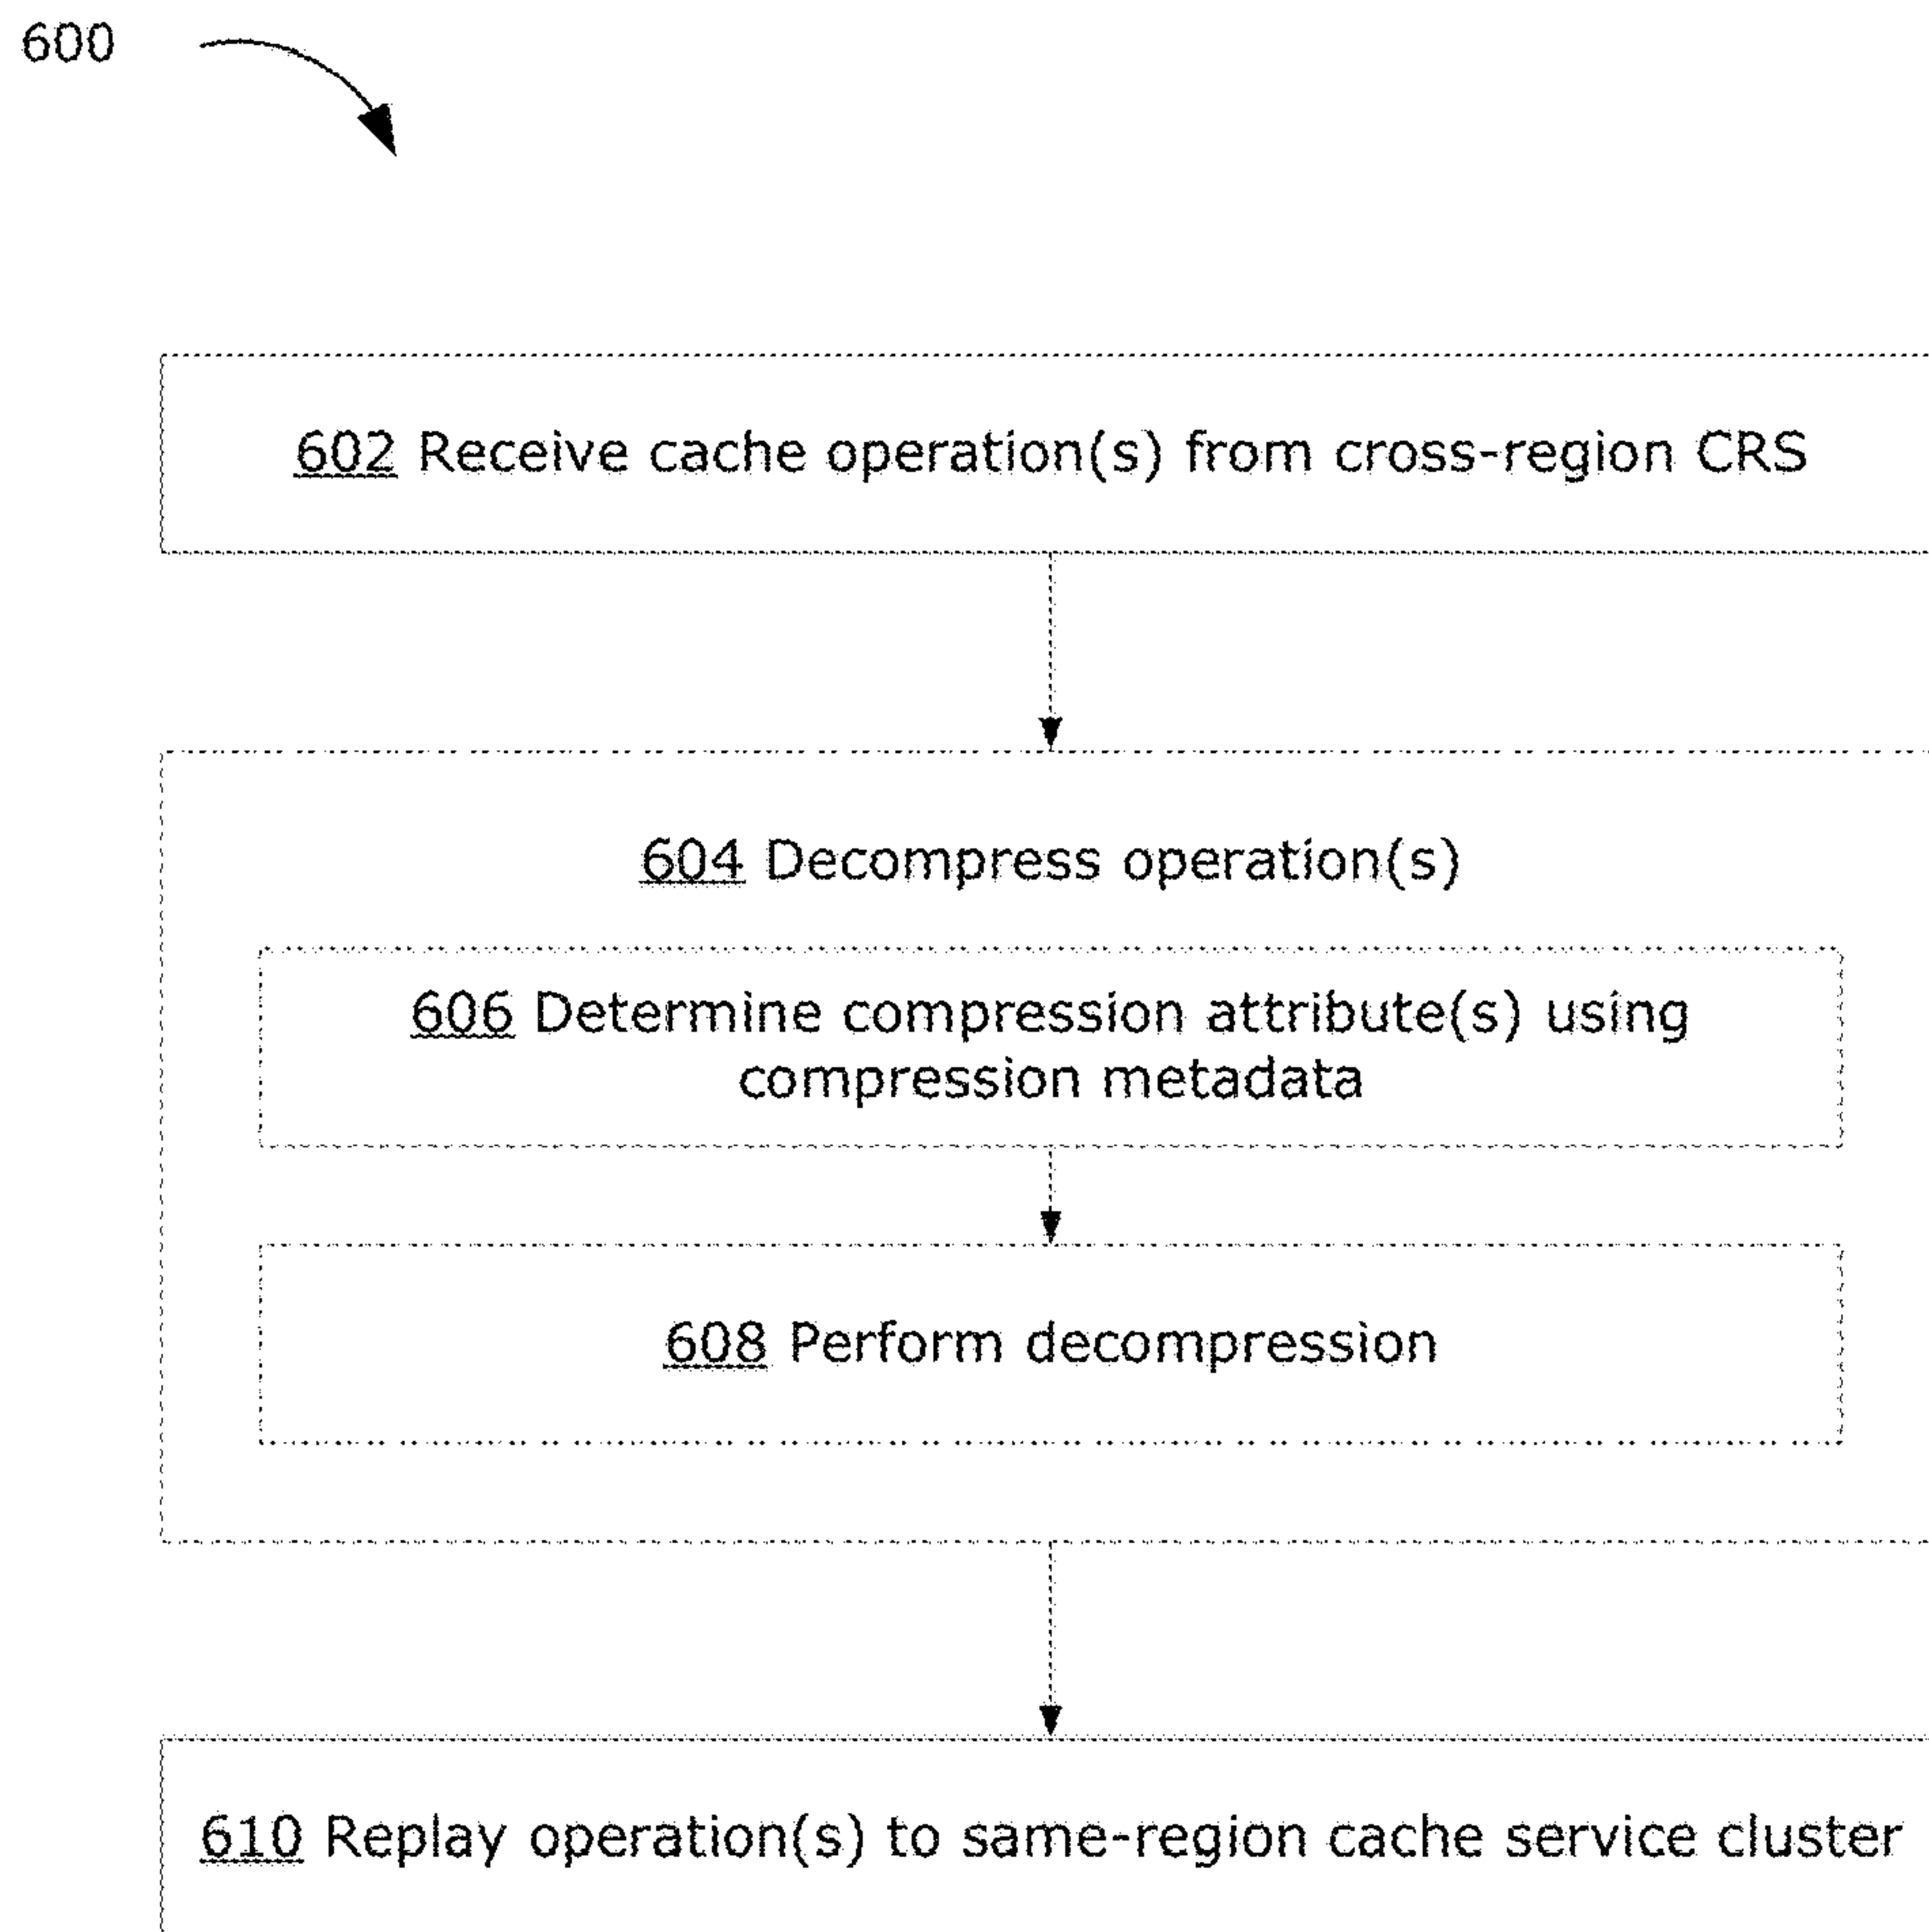 600
602 Receive cache operation(s) from cross-region CRS
604 Decompress operation(s)
606 Determine compression attribute(s) using
compression metadata
608 Perform decompression
610 Replay operation(s) to same-region cache service cluster